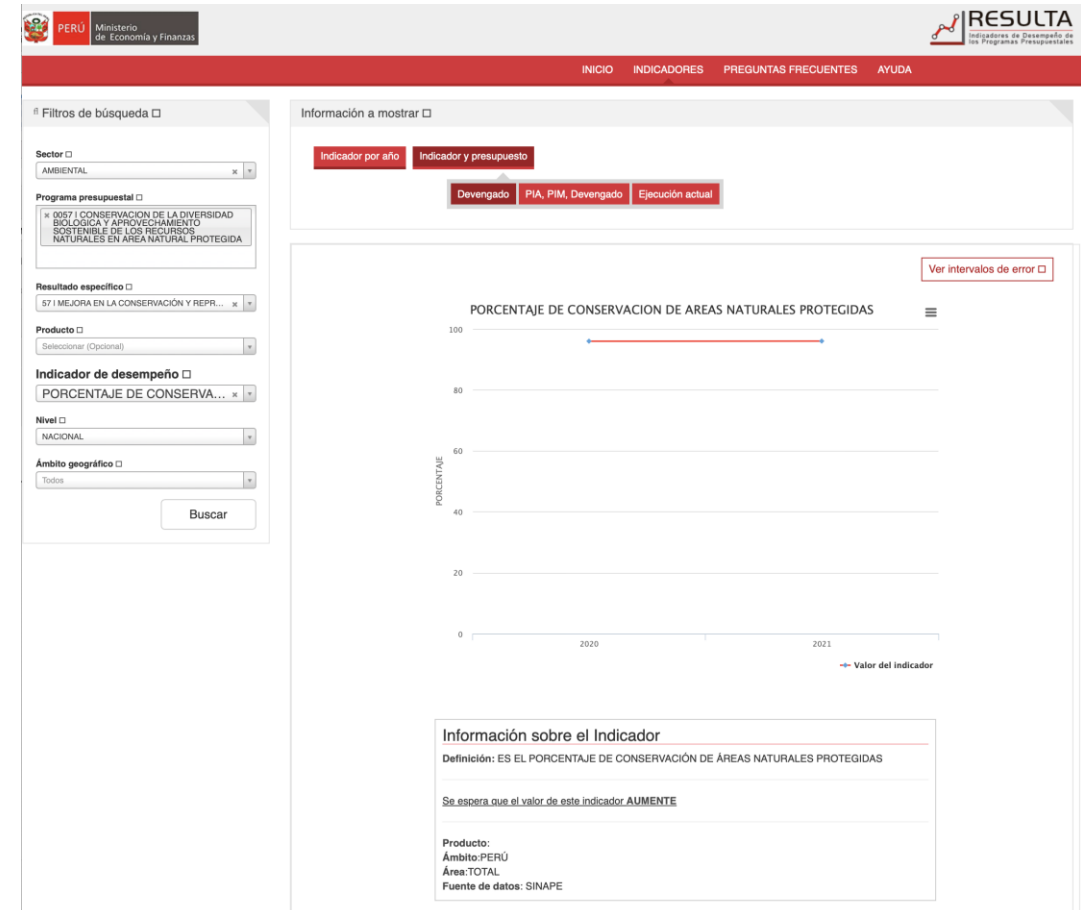 PERÚ
Ministerio
de Economía y Finanzas
RESULTA
Indicadores de Desempeño de
los Programas Presupuestales
INICIO INDICADORES PREGUNTAS FRECUENTES AYUDA
Filtros de búsqueda
Sector
AMBIENTAL
Programa presupuestal
× 0057 | CONSERVACION DE LA DIVERSIDAD
BIOLOGICA Y APROVECHAMIENTO
SOSTENIBLE DE LOS RECURSOS
NATURALES EN AREA NATURAL PROTEGIDA
Resultado específico
57 | MEJORA EN LA CONSERVACIÓN Y REPR... ×
Producto
Seleccionar (Opcional)
Indicador de desempeño
PORCENTAJE DE CONSERVA... ×
Nivel
NACIONAL
Ámbito geográfico
Todos
Buscar
Información a mostrar
Indicador por año Indicador y presupuesto
Devengado PIA, PIM, Devengado Ejecución actual
Ver intervalos de error
PORCENTAJE DE CONSERVACION DE AREAS NATURALES PROTEGIDAS
100
80
60
40
20
0
PORCENTAJE
2020 2021
Valor del indicador
Información sobre el Indicador
Definición: ES EL PORCENTAJE DE CONSERVACIÓN DE ÁREAS NATURALES PROTEGIDAS
Se espera que el valor de este indicador AUMENTE
Producto:
Ámbito:PERÚ
Área:TOTAL
Fuente de datos: SINAPE